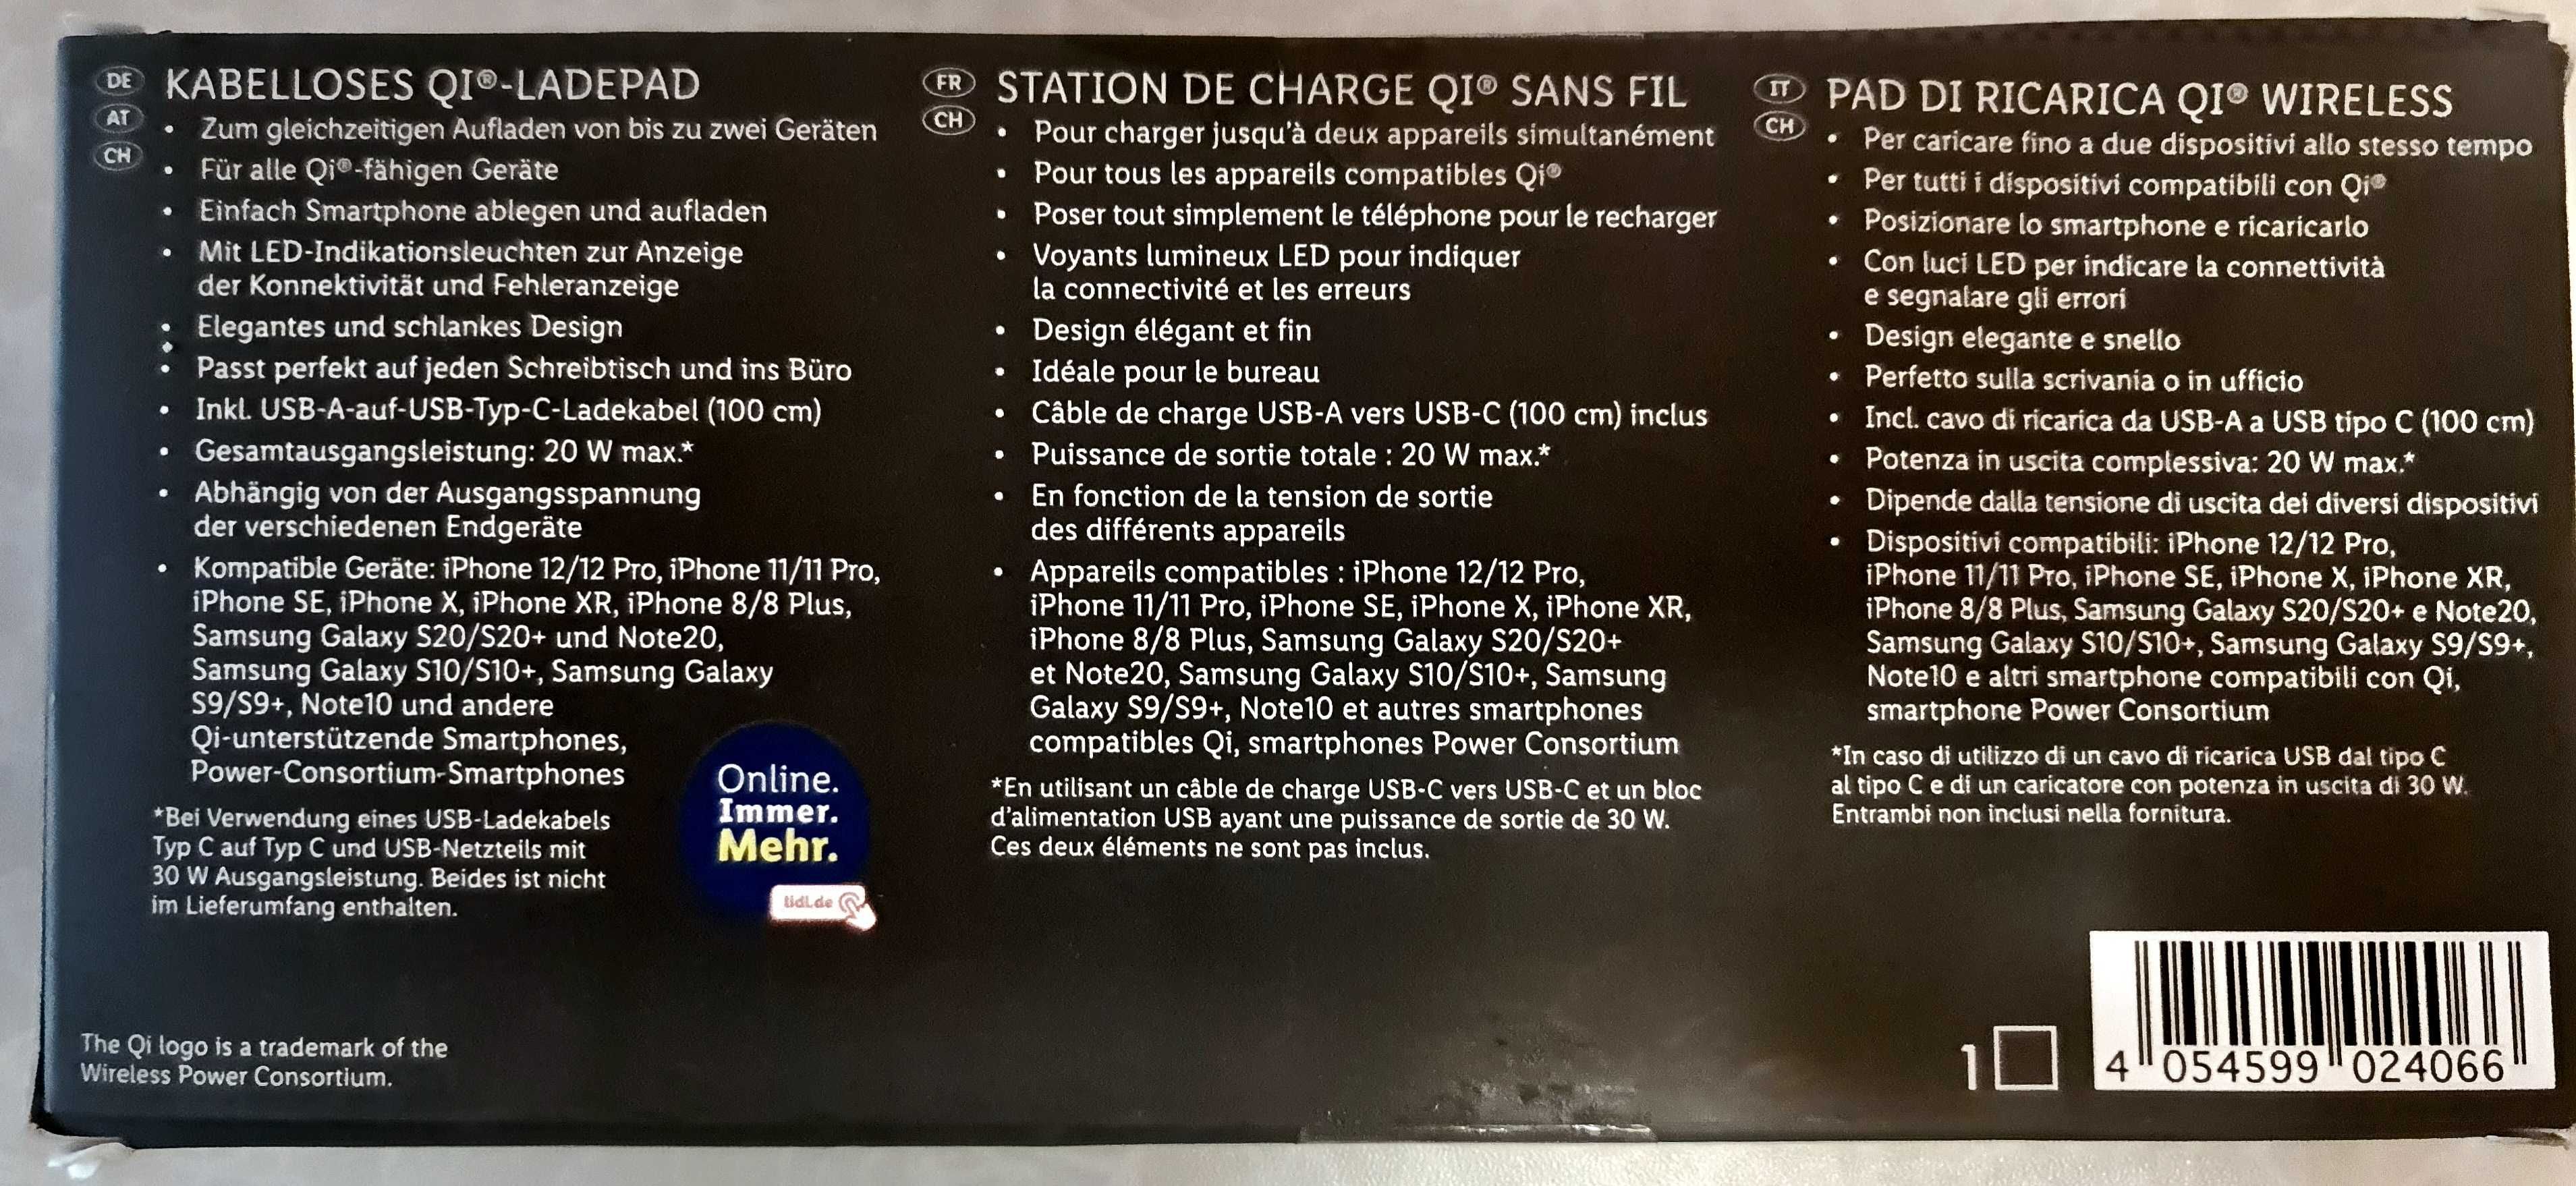 DE
AT
CH
KABELLOSES QI®-LADEPAD
• Zum gleichzeitigen Aufladen von bis zu zwei Geräten
• Für alle Qi®-fähigen Geräte
• Einfach Smartphone ablegen und aufladen
• Mit LED-Indikationsleuchten zur Anzeige
der Konnektivität und Fehleranzeige
• Elegantes und schlankes Design
• Passt perfekt auf jeden Schreibtisch und ins Büro
• Inkl. USB-A-auf-USB-Typ-C-Ladekabel (100 cm)
• Gesamtausgangsleistung: 20 W max.*
• Abhängig von der Ausgangsspannung
der verschiedenen Endgeräte
• Kompatible Geräte: iPhone 12/12 Pro, iPhone 11/11 Pro,
iPhone SE, iPhone X, iPhone XR, iPhone 8/8 Plus,
Samsung Galaxy S20/S20+ und Note20,
Samsung Galaxy S10/S10+, Samsung Galaxy
S9/S9+, Note10 und andere
Qi-unterstützende Smartphones,
Power-Consortium-Smartphones
*Bei Verwendung eines USB-Ladekabels
Typ C auf Typ C und USB-Netzteils mit
30 W Ausgangsleistung. Beides ist nicht
im Lieferumfang enthalten.
Online.
Immer.
Mehr.
lidl.de
The Qi logo is a trademark of the
Wireless Power Consortium.
FR
CH
STATION DE CHARGE QI® SANS FIL
• Pour charger jusqu'à deux appareils simultanément
• Pour tous les appareils compatibles Qi®
• Poser tout simplement le téléphone pour le recharger
• Voyants lumineux LED pour indiquer
la connectivité et les erreurs
• Design élégant et fin
• Idéale pour le bureau
• Câble de charge USB-A vers USB-C (100 cm) inclus
• Puissance de sortie totale : 20 W max.*
• En fonction de la tension de sortie
des différents appareils
• Appareils compatibles : iPhone 12/12 Pro,
iPhone 11/11 Pro, iPhone SE, iPhone X, iPhone XR,
iPhone 8/8 Plus, Samsung Galaxy S20/S20+
et Note20, Samsung Galaxy S10/S10+, Samsung
Galaxy S9/S9+, Note10 et autres smartphones
compatibles Qi, smartphones Power Consortium
*En utilisant un câble de charge USB-C vers USB-C et un bloc
d'alimentation USB ayant une puissance de sortie de 30 W.
Ces deux éléments ne sont pas inclus.
IT
CH
PAD DI RICARICA QI® WIRELESS
• Per caricare fino a due dispositivi allo stesso tempo
• Per tutti i dispositivi compatibili con Qi®
• Posizionare lo smartphone e ricaricarlo
• Con luci LED per indicare la connettività
e segnalare gli errori
• Design elegante e snello
• Perfetto sulla scrivania o in ufficio
• Incl. cavo di ricarica da USB-A a USB tipo C (100 cm)
• Potenza in uscita complessiva: 20 W max.*
• Dipende dalla tensione di uscita dei diversi dispositivi
• Dispositivi compatibili: iPhone 12/12 Pro,
iPhone 11/11 Pro, iPhone SE, iPhone X, iPhone XR,
iPhone 8/8 Plus, Samsung Galaxy S20/S20+ e Note20,
Samsung Galaxy S10/S10+, Samsung Galaxy S9/S9+,
Note10 e altri smartphone compatibili con Qi,
smartphone Power Consortium
*In caso di utilizzo di un cavo di ricarica USB dal tipo C
al tipo C e di un caricatore con potenza in uscita di 30 W.
Entrambi non inclusi nella fornitura.
1
4 054599 024066